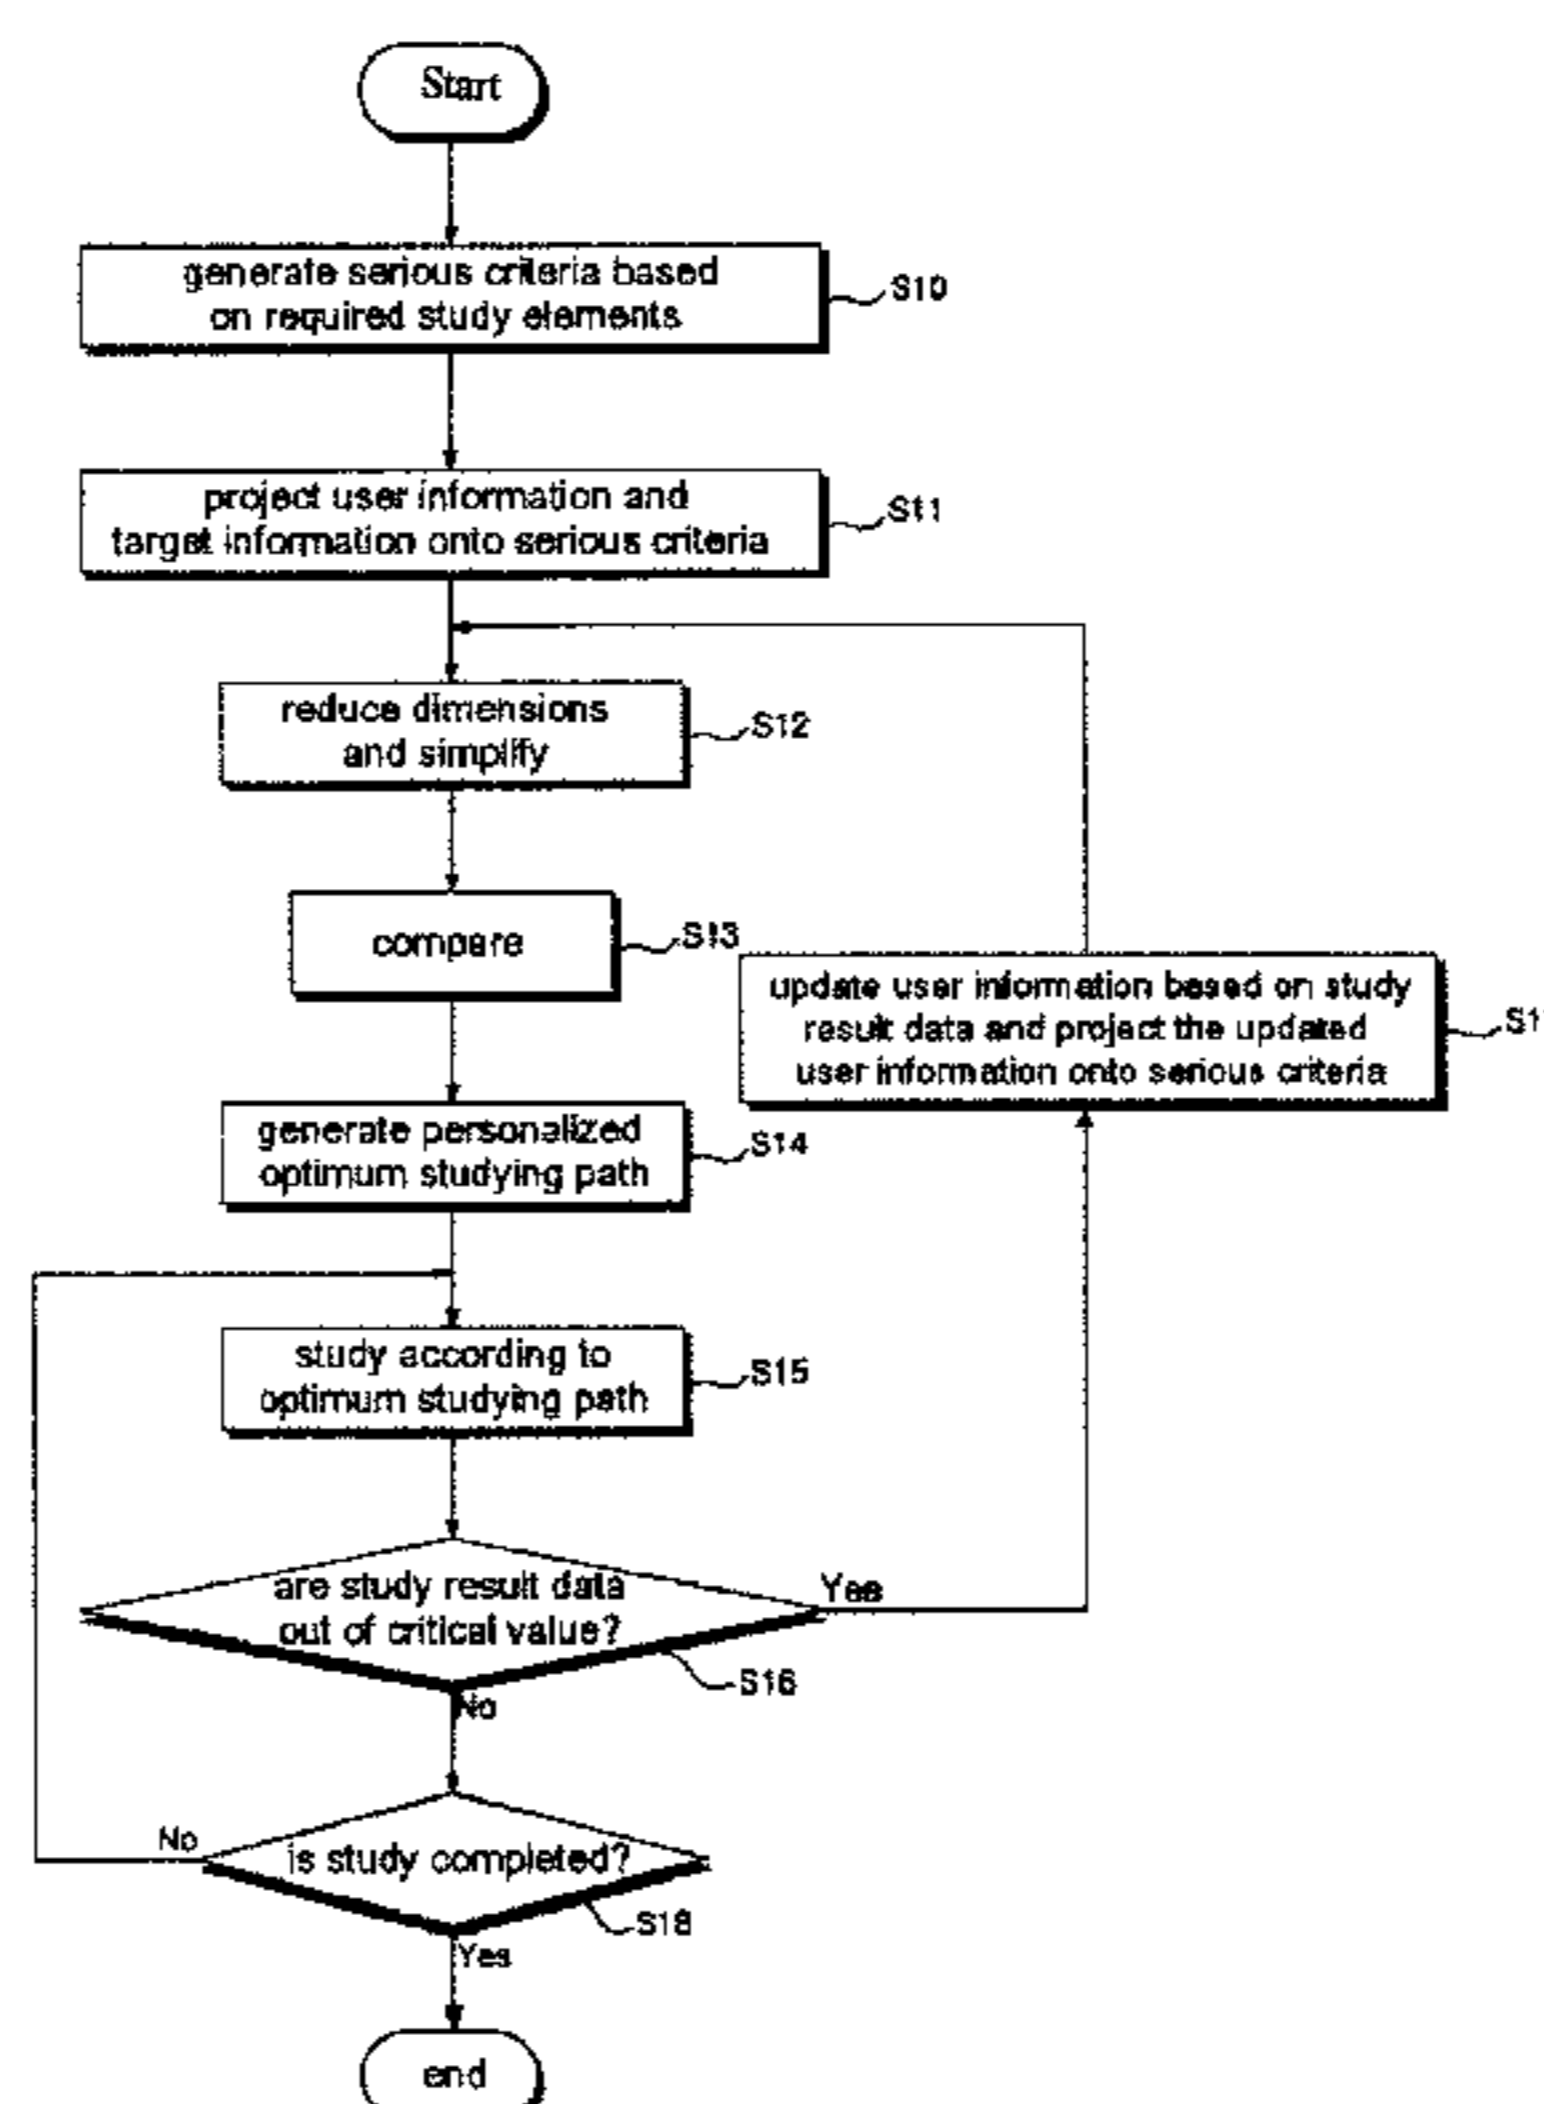 Start
generate serious criteria based
on required study elements
S10
project user information and
target information onto serious criteria
S11
reduce dimensions
and simplify
S12
compare
S13
update user information based on study
result data and project the updated
user information onto serious criteria
generate personalized
optimum studying path
S14
study according to
optimum studying path
S15
are study result data
out of critical value?
Yes
S16
No
No
is study completed?
S18
Yes
end